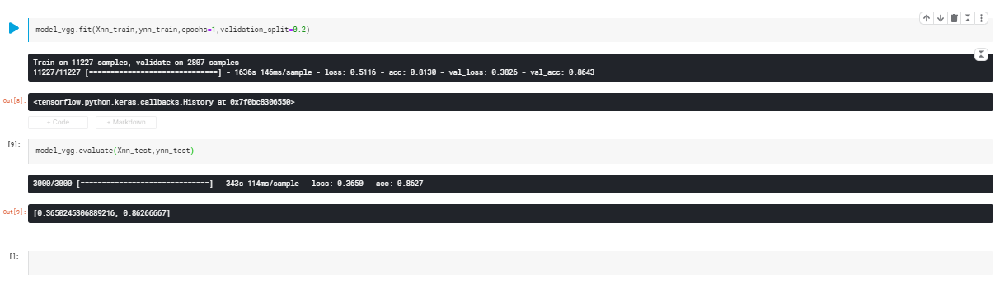 model_vgg.fit(Xnn_train,ynn_train,epochs=1,validation_split=0.2)
Train on 11227 samples, validate on 2807 samples
11227/11227 [==============================] - 1636s 146ms/sample - loss: 0.5116 - acc: 0.8130 - val_loss: 0.3826 - val_acc: 0.8643
Out[8]:
<tensorflow.python.keras.callbacks.History at 0x7f0bc8306550>
+ Code
+ Markdown
[9]:
model_vgg.evaluate(Xnn_test,ynn_test)
3000/3000 [==============================] - 343s 114ms/sample - loss: 0.3650 - acc: 0.8627
Out[9]:
[0.3650245306889216, 0.86266667]
[]: